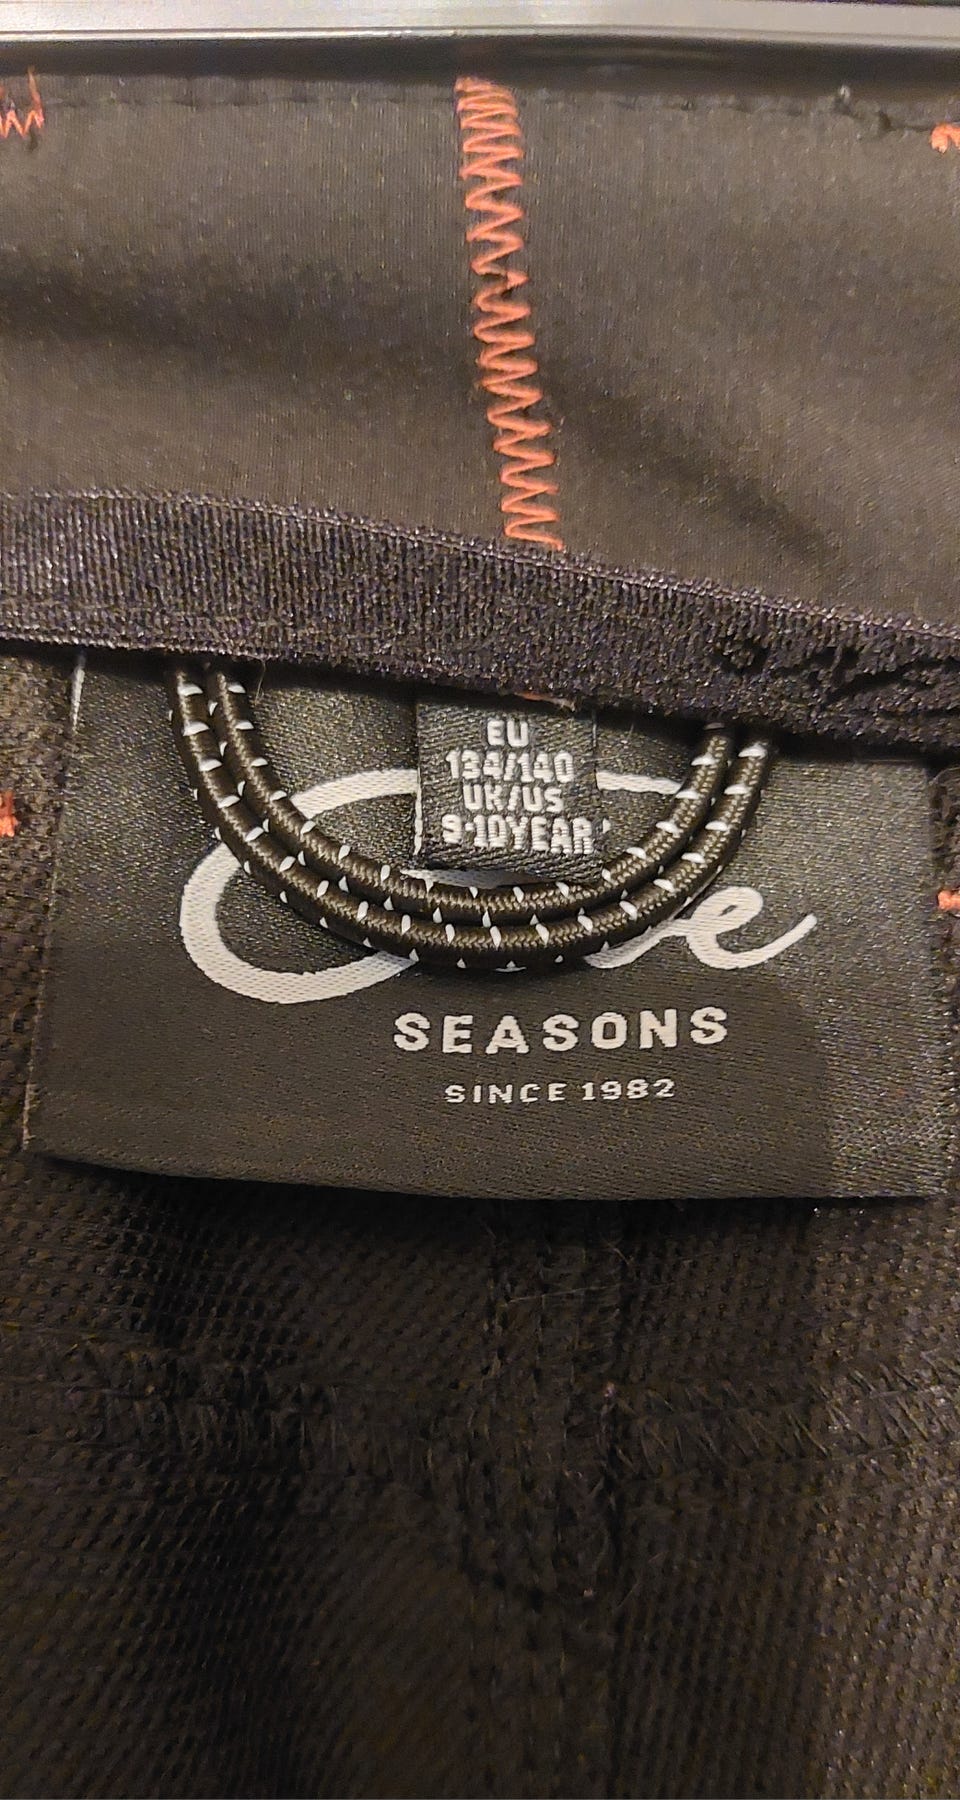 EU
134/140
UK/US
9-10YEAR
SEASONS
SINCE 1982